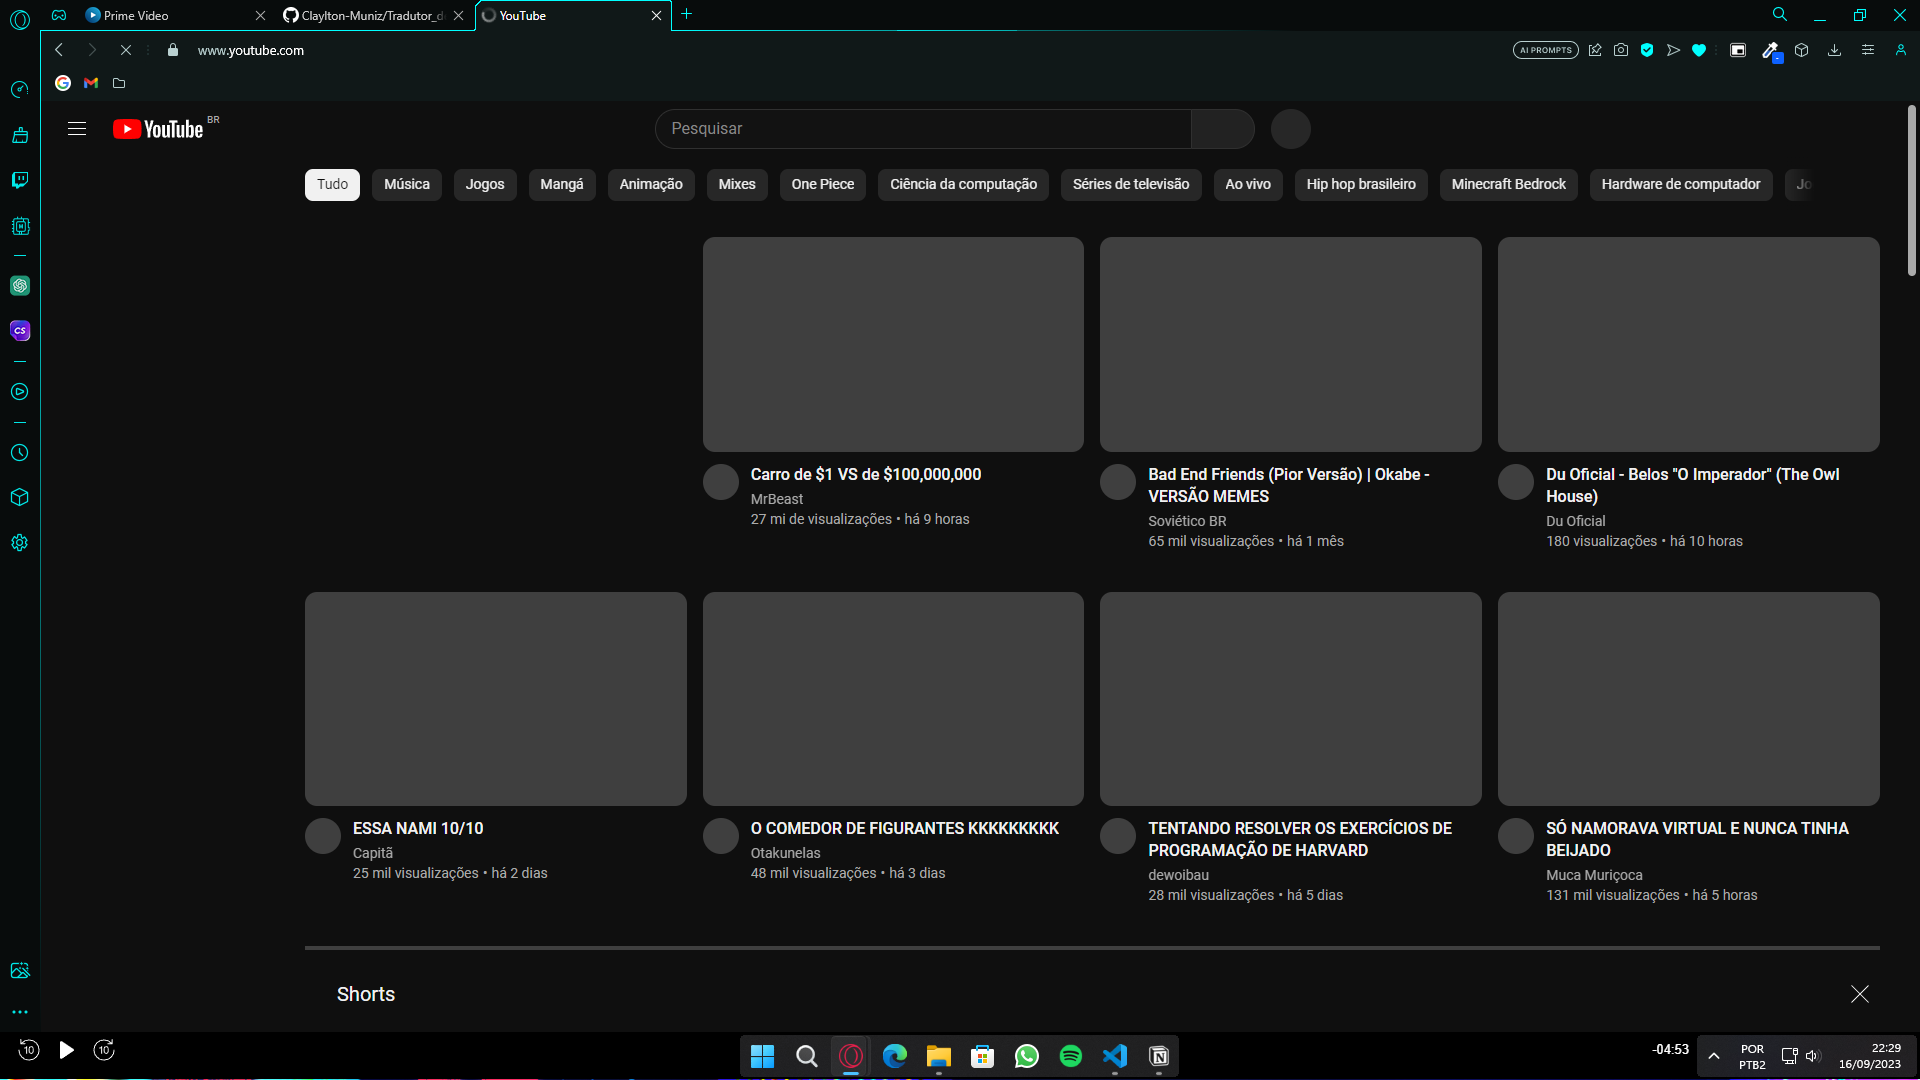 Prime Video
Claylton-Muniz/Tradutor_d
YouTube
www.youtube.com
AI PROMPTS
YouTube BR
Pesquisar
Tudo
Música
Jogos
Mangá
Animação
Mixes
One Piece
Ciência da computação
Séries de televisão
Ao vivo
Hip hop brasileiro
Minecraft Bedrock
Hardware de computador
Jo
CS
Carro de $1 VS de $100,000,000
MrBeast
27 mi de visualizações • há 9 horas
Bad End Friends (Pior Versão) | Okabe -
VERSÃO MEMES
Soviético BR
65 mil visualizações • há 1 mês
Du Oficial - Belos "O Imperador" (The Owl
House)
Du Oficial
180 visualizações • há 10 horas
ESSA NAMI 10/10
Capitã
25 mil visualizações • há 2 dias
O COMEDOR DE FIGURANTES KKKKKKKKK
Otakunelas
48 mil visualizações • há 3 dias
TENTANDO RESOLVER OS EXERCÍCIOS DE
PROGRAMAÇÃO DE HARVARD
dewoibau
28 mil visualizações • há 5 dias
SÓ NAMORAVA VIRTUAL E NUNCA TINHA
BEIJADO
Muca Muriçoca
131 mil visualizações • há 5 horas
Shorts
10
10
-04:53
POR
PTB2
22:29
16/09/2023